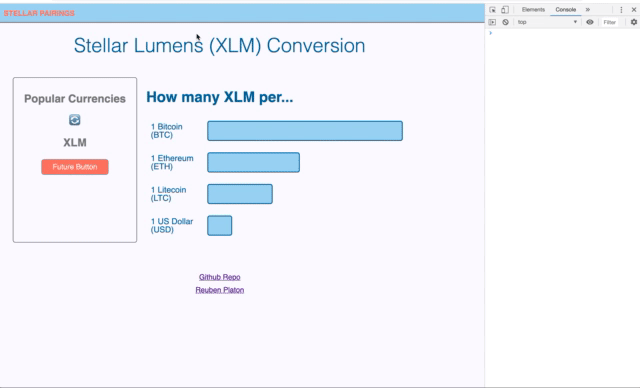 STELLAR PAIRINGS
Stellar Lumens (XLM) Conversion
Popular Currencies
XLM
Future Button
How many XLM per...
1 Bitcoin
(BTC)
1 Ethereum
(ETH)
1 Litecoin
(LTC)
1 US Dollar
(USD)
Github Repo
Reuben Platon
Elements Console »
top Filter